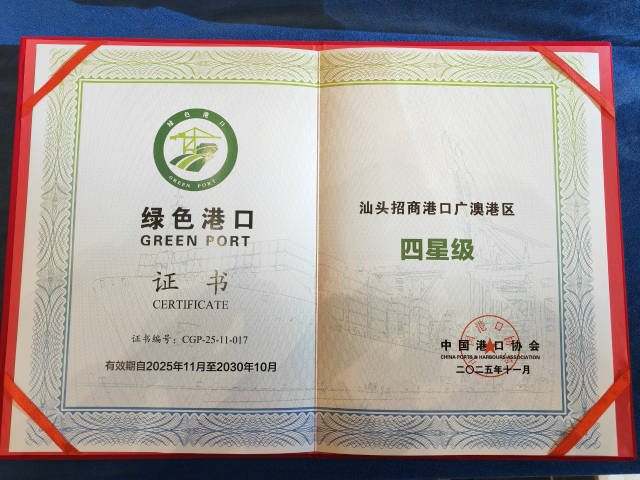 绿色港口
GREEN PORT
绿色港口
GREEN PORT
证书
CERTIFICATE
证书编号：CGP-25-11-017
有效期自2025年11月至2030年10月
汕头招商港口广澳港区
四星级
中国港口协会
CHINA PORTS & HARBOURS ASSOCIATION
二〇二五年十一月